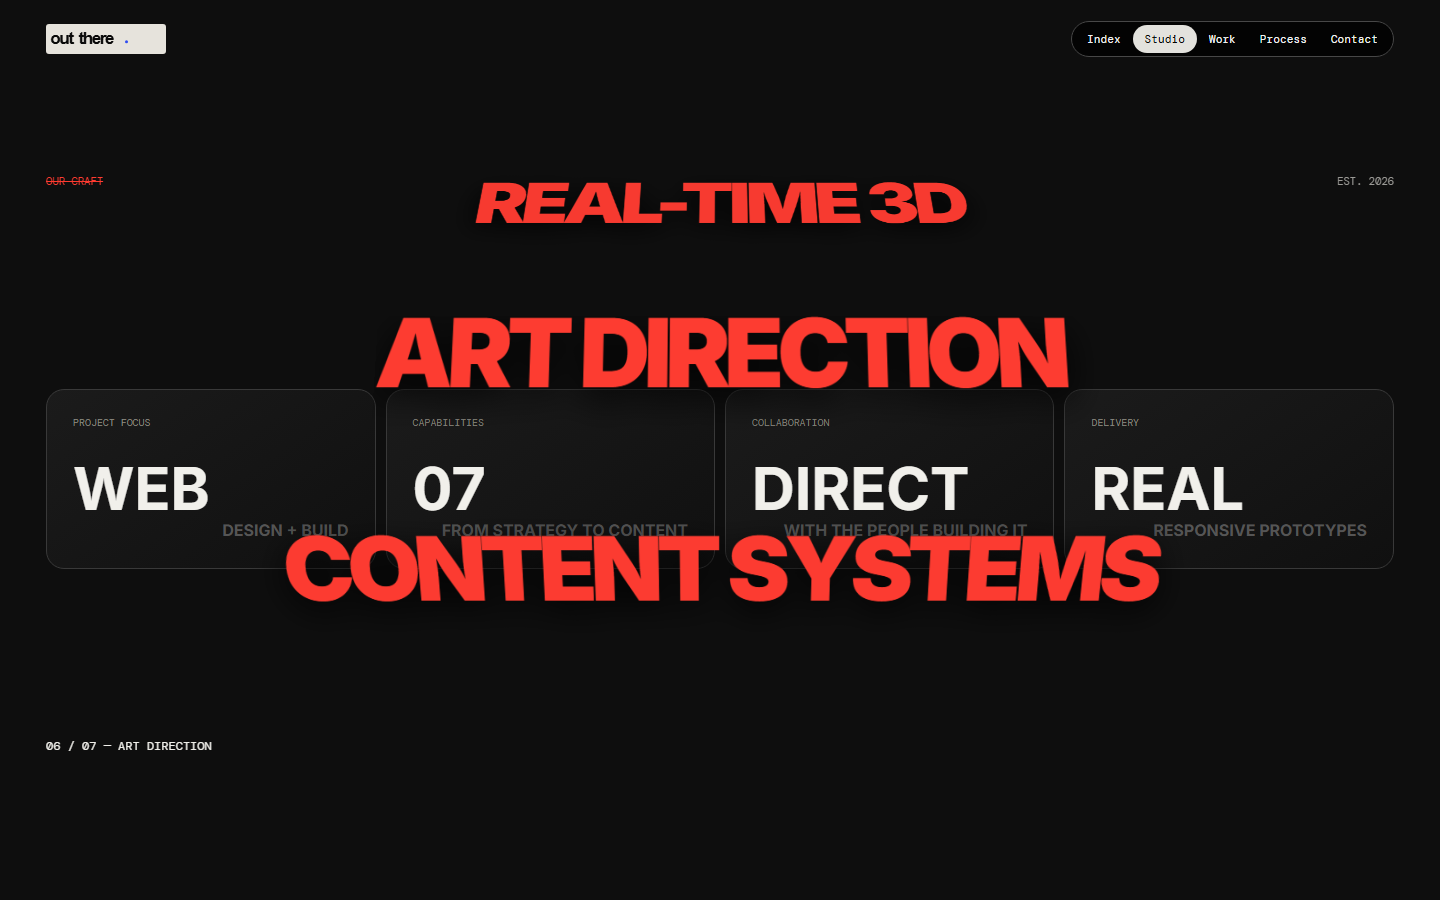 out there .
Index Studio Work Process Contact
OUR CRAFT
REAL-TIME 3D
EST. 2026
ART DIRECTION
PROJECT FOCUS
WEB
DESIGN + BUILD
CAPABILITIES
07
FROM STRATEGY TO CONTENT
COLLABORATION
DIRECT
WITH THE PEOPLE BUILDING IT
DELIVERY
REAL
RESPONSIVE PROTOTYPES
CONTENT SYSTEMS
06 / 07 — ART DIRECTION